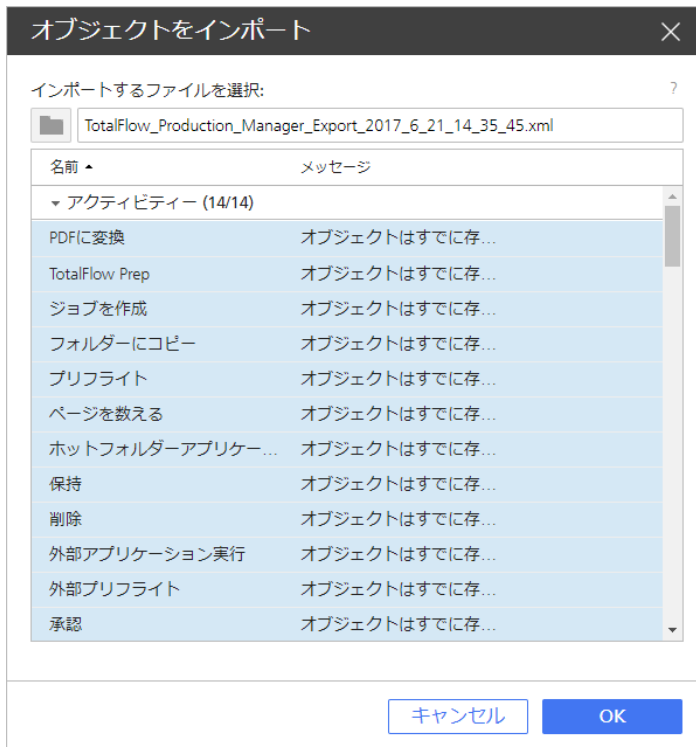 オブジェクトをインポート
インポートするファイルを選択:
?
TotalFlow_Production_Manager_Export_2017_6_21_14_35_45.xml
名前 メッセージ
アクティビティー (14/14)
PDFに変換 オブジェクトはすでに存...
TotalFlow Prep オブジェクトはすでに存...
ジョブを作成 オブジェクトはすでに存...
フォルダーにコピー オブジェクトはすでに存...
プリフライト オブジェクトはすでに存...
ページを数える オブジェクトはすでに存...
ホットフォルダーアプリケー... オブジェクトはすでに存...
保持 オブジェクトはすでに存...
削除 オブジェクトはすでに存...
外部アプリケーション実行 オブジェクトはすでに存...
外部プリフライト オブジェクトはすでに存...
承認 オブジェクトはすでに存...
キャンセル OK